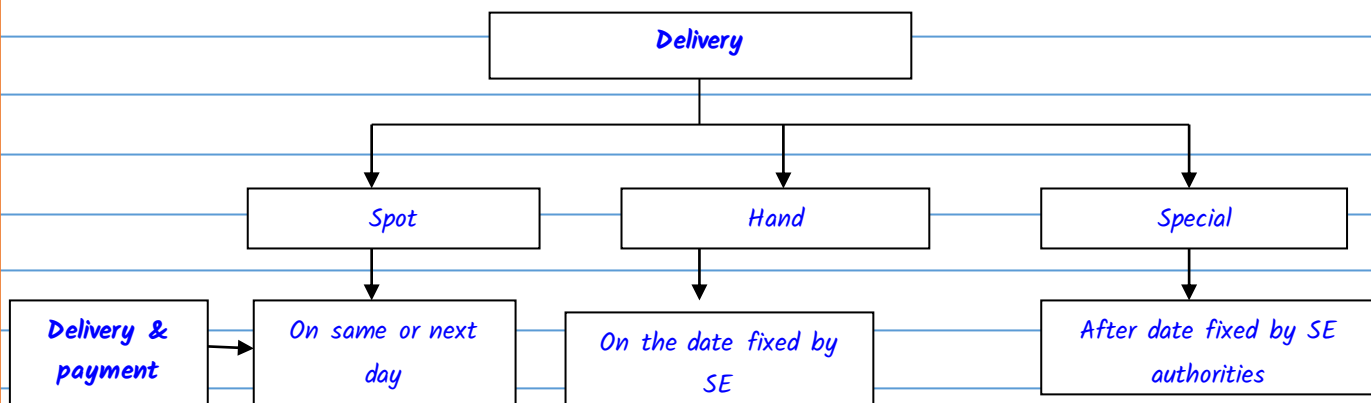 Delivery
Spot
Hand
Special
Delivery &
payment
On same or next
day
On the date fixed by
SE
After date fixed by SE
authorities